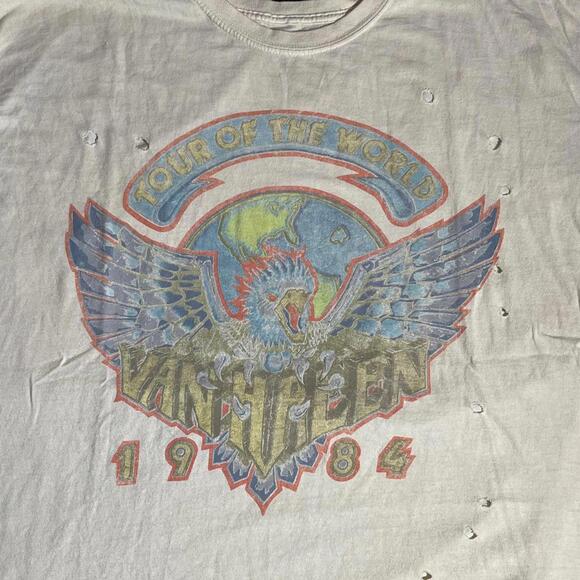 TOUR OF THE WORLD
VAN HALEN
1984